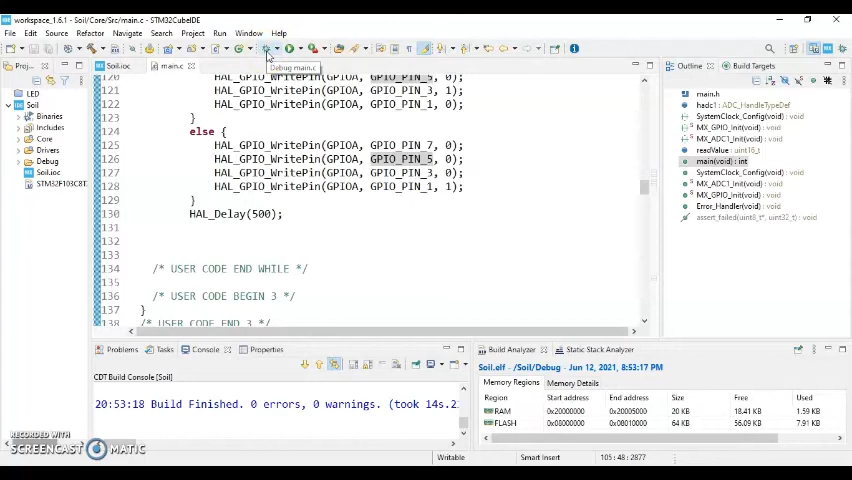 workspace_1.6.1 - Soil/Core/Src/main.c - STM32CubeIDE
File Edit Source Refactor Navigate Search Project Run Window Help
Debug main.c
Proj...
Soil.ioc
main.c
Outline
Build Targets
LED
Soil
Binaries
Includes
Core
Drivers
Debug
Soil.ioc
STM32F103C8T
120 HAL_GPIO_WritePin(GPIOA, GPIO_PIN_5, 0);
121 HAL_GPIO_WritePin(GPIOA, GPIO_PIN_3, 1);
122 HAL_GPIO_WritePin(GPIOA, GPIO_PIN_1, 0);
123 }
124 else {
125 HAL_GPIO_WritePin(GPIOA, GPIO_PIN_7, 0);
126 HAL_GPIO_WritePin(GPIOA, GPIO_PIN_5, 0);
127 HAL_GPIO_WritePin(GPIOA, GPIO_PIN_3, 0);
128 HAL_GPIO_WritePin(GPIOA, GPIO_PIN_1, 1);
129 }
130 HAL_Delay(500);
131
132
133
134 /* USER CODE END WHILE */
135
136 /* USER CODE BEGIN 3 */
137 }
138 /* USER CODE END 3 */
main.h
hadc1 : ADC_HandleTypeDef
SystemClock_Config(void)
MX_GPIO_Init(void) : void
MX_ADC1_Init(void) : void
readValue : uint16_t
main(void) : int
SystemClock_Config(void)
MX_ADC1_Init(void) : void
MX_GPIO_Init(void) : void
Error_Handler(void) : void
assert_failed(uint8_t*, uint32_t) : void
Problems Tasks Console Properties
CDT Build Console [Soil]
20:53:18 Build Finished. 0 errors, 0 warnings. (took 14s.21
Build Analyzer Static Stack Analyzer
Soil.elf - /Soil/Debug - Jun 12, 2021, 8:53:17 PM
Memory Regions Memory Details
Region Start address End address Size Free Used
RAM 0x20000000 0x20005000 20 KB 18.41 KB 1.59 KB
FLASH 0x08000000 0x08010000 64 KB 56.09 KB 7.91 KB
RECORDED WITH
SCREENCAST MATIC
Writable Smart Insert 105 : 48 : 2877